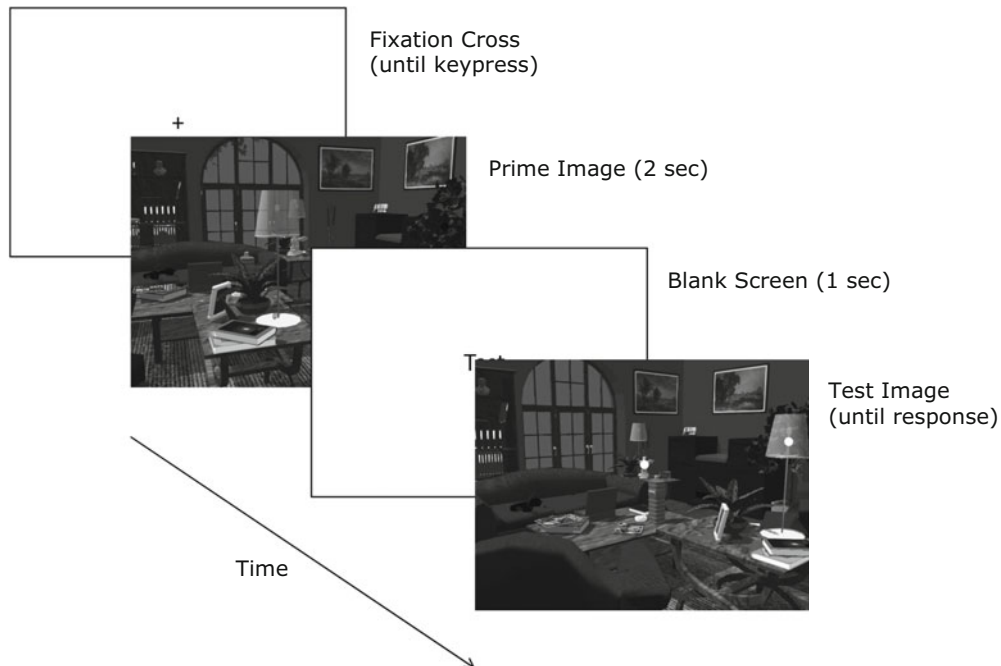 Fixation Cross
(until keypress)
+
Prime Image (2 sec)
Blank Screen (1 sec)
Test Image
(until response)
Time